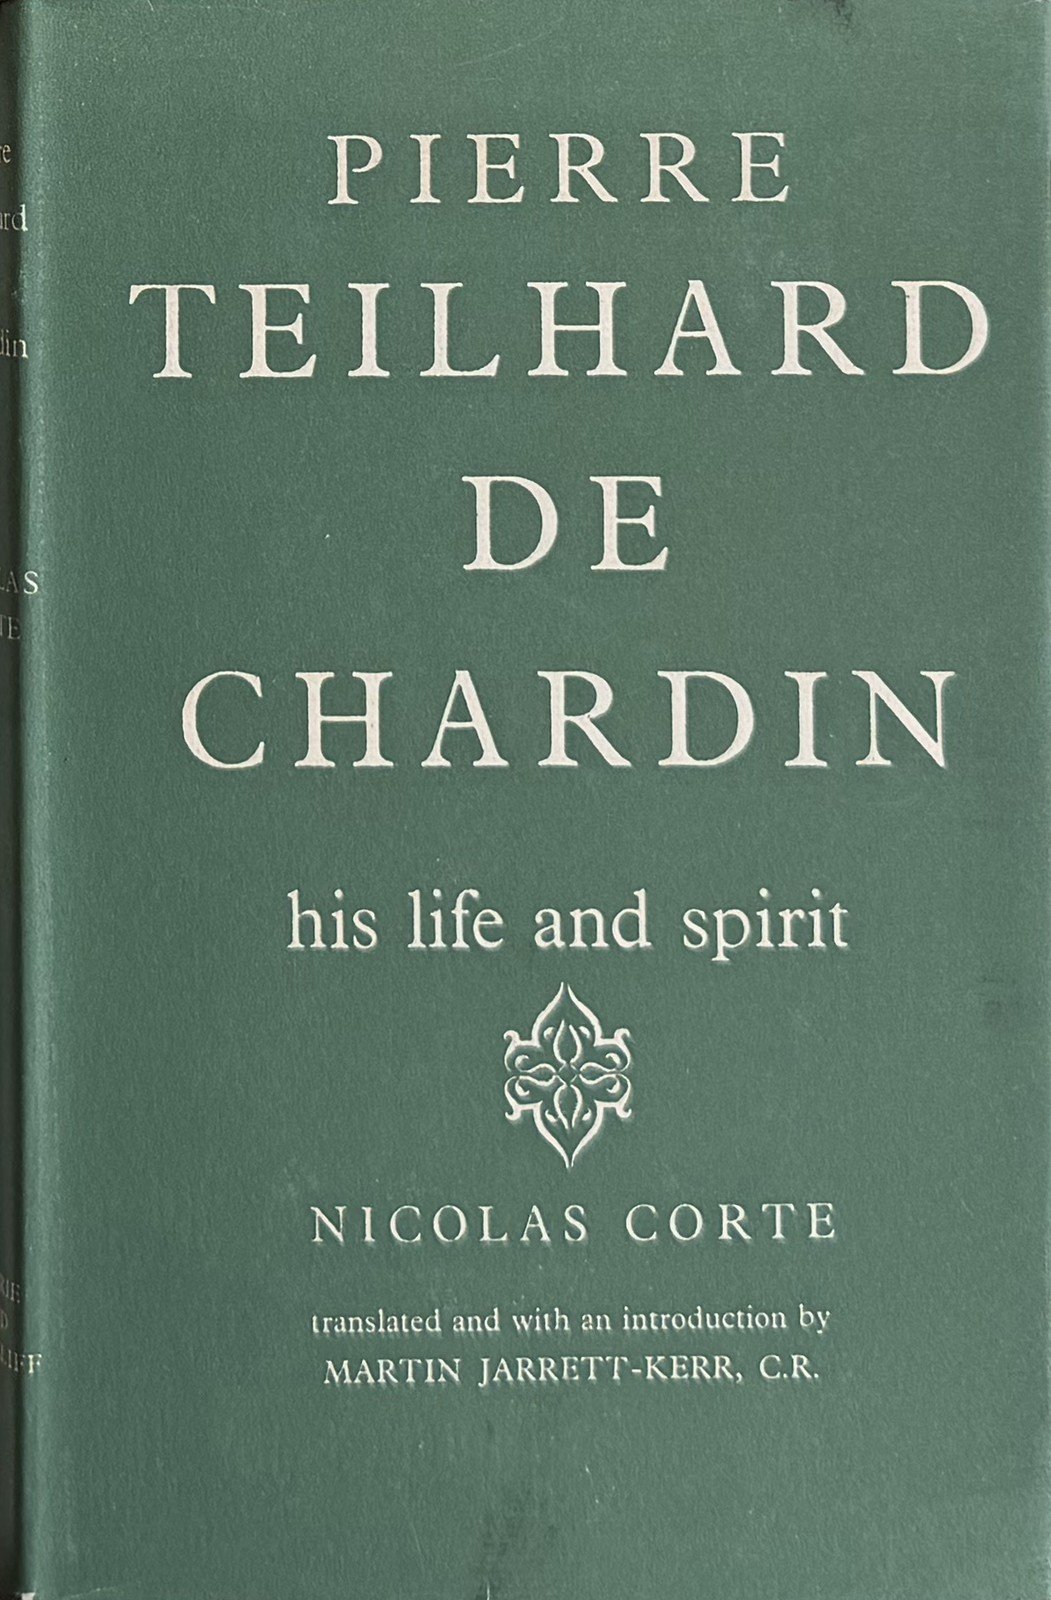 PIERRE
TEILHARD
DE
CHARDIN
his life and spirit
NICOLAS CORTE
translated and with an introduction by
MARTIN JARRETT-KERR, C.R.